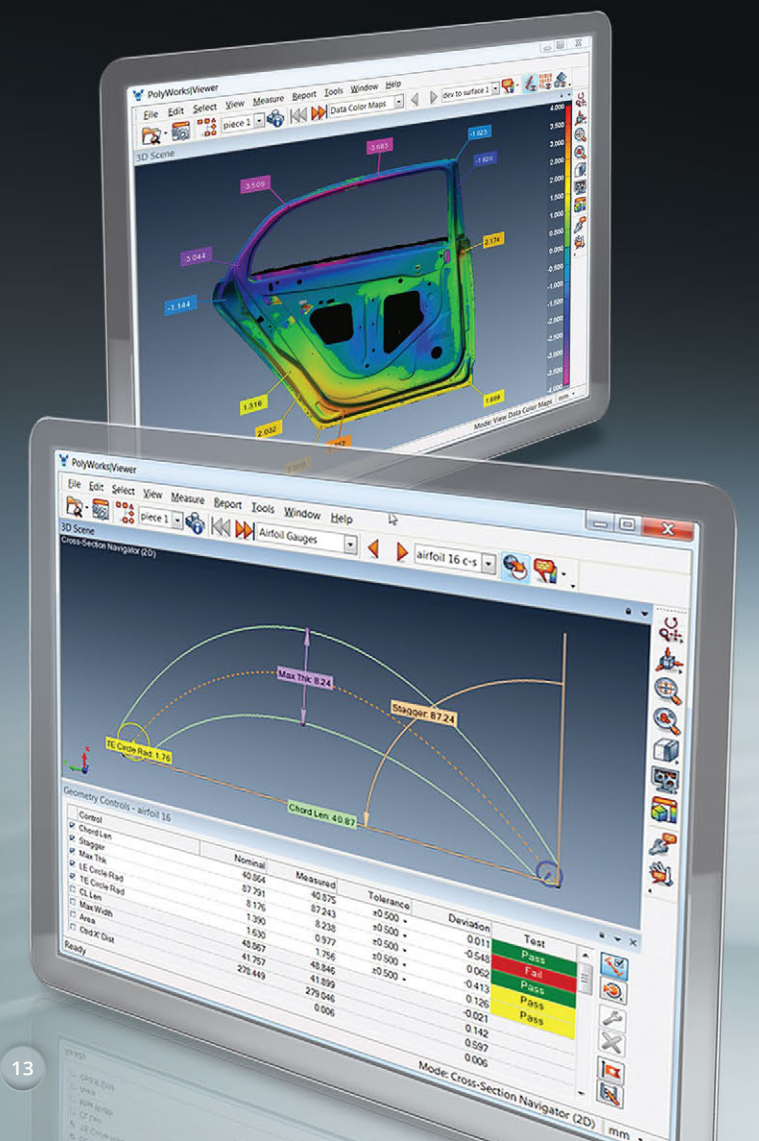 PolyWorks|Viewer
File Edit Select View Measure Report Tools Window Help
piece 1 Data Color Maps dev to surface 1
3D Scene
4.000
3.500
3.000
2.500
2.000
1.500
1.000
0.500
0.000
-0.500
-1.000
-1.500
-2.000
-2.500
-3.000
-3.500
-4.000
-3.683
-1.023
-3.509
-3.044
2.174
-1.144
1.316
2.032
Mode: View Data Color Maps mm
PolyWorks|Viewer
File Edit Select View Measure Report Tools Window Help
piece 1 Airfoil Gauges airfoil 16 c-s
3D Scene
Cross-Section Navigator (2D)
Max Thk: 8.24
Stagger: 87.24
TE Circle Rad: 1.76
Chord Len: 40.87
Geometry Controls - airfoil 16
Control Nominal Measured Tolerance Deviation Test
Chord Len 40.864 40.875 ±0.500 0.011 Pass
Stagger 87.791 87.243 ±0.500 -0.548 Fail
Max Thk 8.176 8.238 ±0.500 0.062 Pass
LE Circle Rad 1.390 0.977 ±0.500 -0.413 Pass
TE Circle Rad 1.630 1.756 ±0.500 0.126 Pass
CL Len 48.867 48.846 -0.021
Max Width 41.757 41.899 0.142
Area 278.449 279.046 0.597
Ctrd X' Dist 0.006 0.006
Ready
Mode: Cross-Section Navigator (2D) mm
13